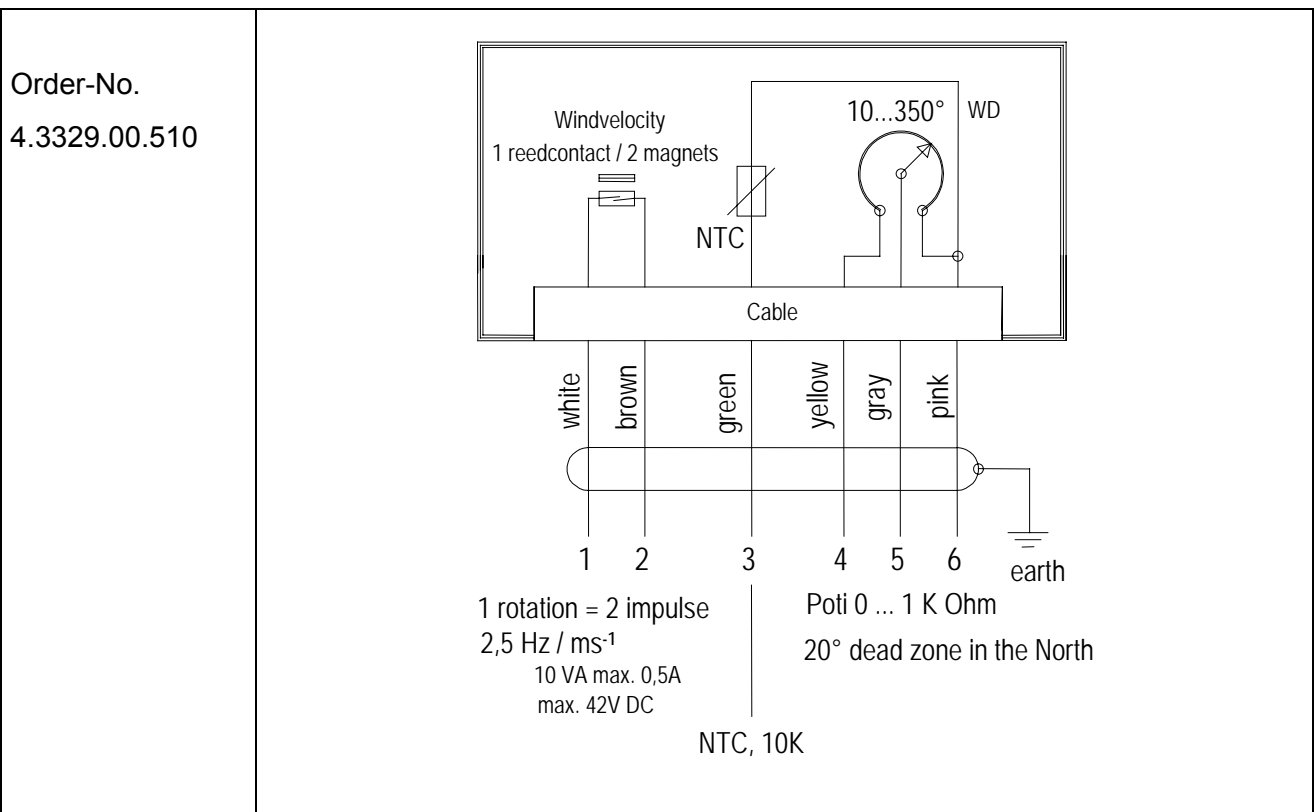 Order-No.
4.3329.00.510
Windvelocity
1 reedcontact / 2 magnets
10...350° WD
NTC
Cable
white
brown
green
yellow
gray
pink
1 2 3 4 5 6
earth
1 rotation = 2 impulse
2,5 Hz / ms-1
10 VA max. 0,5A
max. 42V DC
Poti 0 ... 1 K Ohm
20° dead zone in the North
NTC, 10K